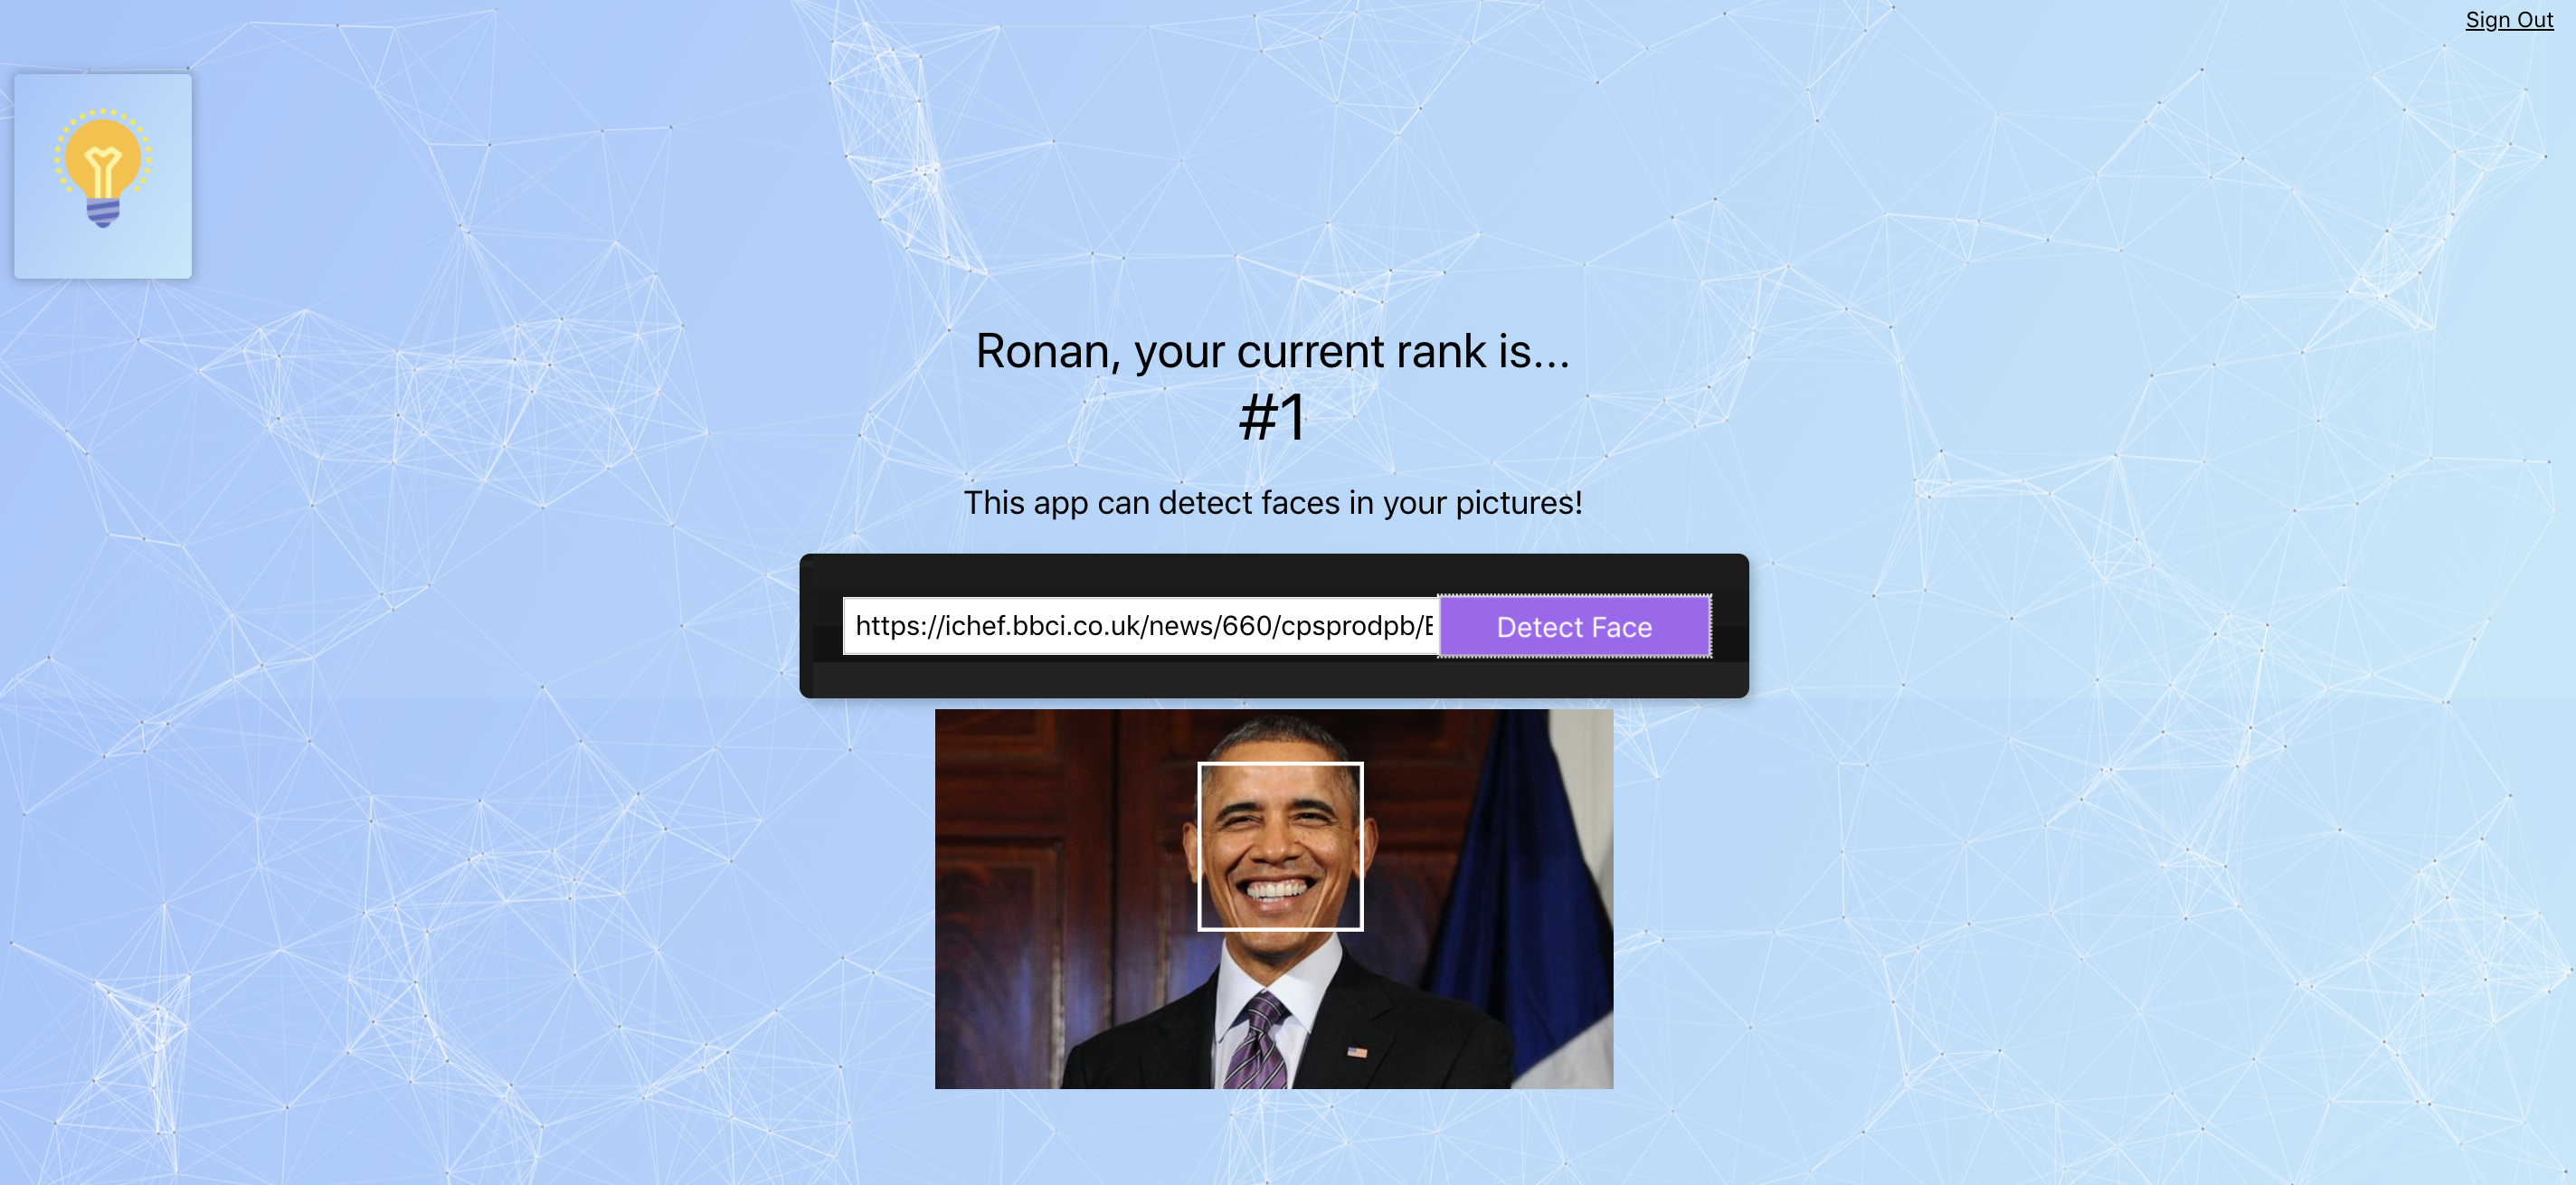 Sign Out
Ronan, your current rank is...
#1
This app can detect faces in your pictures!
https://ichef.bbci.co.uk/news/660/cpsprodpb/E
Detect Face